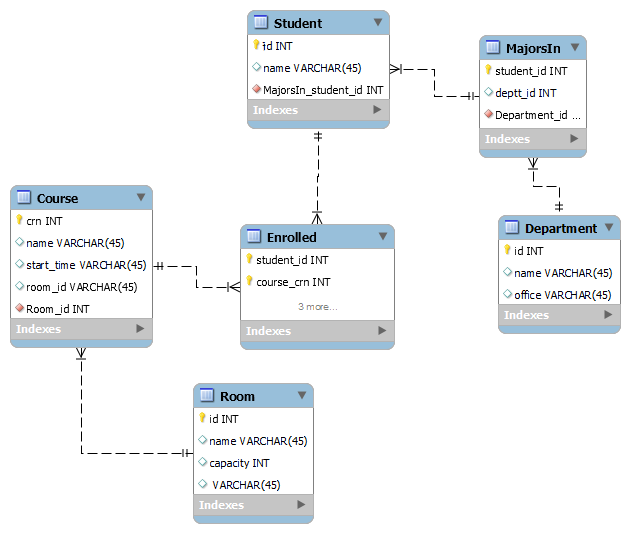 Student
id INT
name VARCHAR(45)
MajorsIn_student_id INT
Indexes
MajorsIn
student_id INT
deptt_id INT
Department_id ...
Indexes
Course
crn INT
name VARCHAR(45)
start_time VARCHAR(45)
room_id VARCHAR(45)
Room_id INT
Indexes
Enrolled
student_id INT
course_crn INT
3 more...
Indexes
Department
id INT
name VARCHAR(45)
office VARCHAR(45)
Indexes
Room
id INT
name VARCHAR(45)
capacity INT
VARCHAR(45)
Indexes